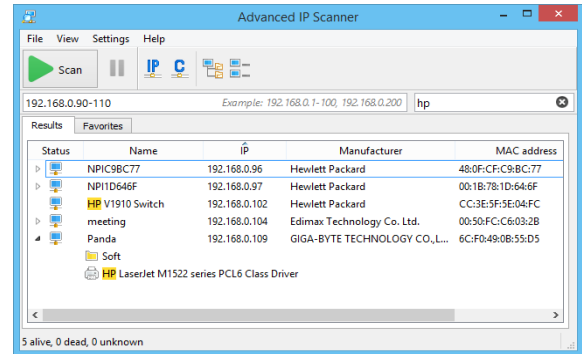 Advanced IP Scanner
File View Settings Help
Scan IP C
192.168.0.90-110 Example: 192.168.0.1-100, 192.168.0.200 hp
Results Favorites
Status Name IP Manufacturer MAC address
NPIC9BC77 192.168.0.96 Hewlett Packard 48:0F:CF:C9:BC:77
NPI1D646F 192.168.0.97 Hewlett Packard 00:1B:78:1D:64:6F
HP V1910 Switch 192.168.0.102 Hewlett Packard CC:3E:5F:5E:04:FC
meeting 192.168.0.104 Edimax Technology Co. Ltd. 00:50:FC:C6:03:2B
Panda 192.168.0.109 GIGA-BYTE TECHNOLOGY CO.,L... 6C:F0:49:0B:55:D5
Soft
HP LaserJet M1522 series PCL6 Class Driver
5 alive, 0 dead, 0 unknown